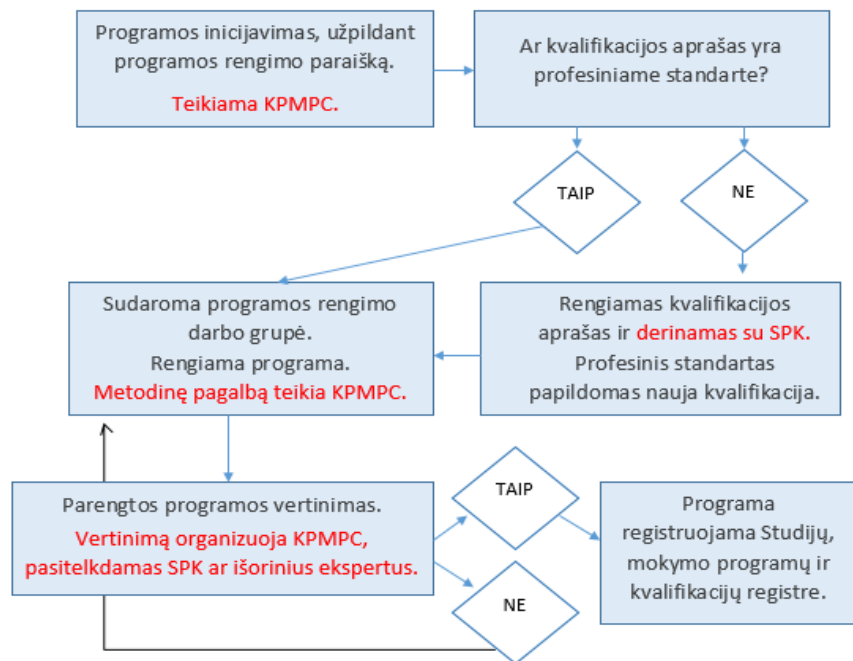 Programos inicijavimas, užpildant
programos rengimo paraišką.
Teikiama KPMPC.
Ar kvalifikacijos aprašas yra
profesiniame standarte?
TAIP
NE
Sudaroma programos rengimo
darbo grupė.
Rengiama programa.
Metodinę pagalbą teikia KPMPC.
Rengiamas kvalifikacijos
aprašas ir derinamas su SPK.
Profesinis standartas
papildomas nauja kvalifikacija.
Parengtos programos vertinimas.
Vertinimą organizuoja KPMPC,
pasitelkdamas SPK ar išorinius ekspertus.
TAIP
NE
Programa
registruojama Studijų,
mokymo programų ir
kvalifikacijų registre.